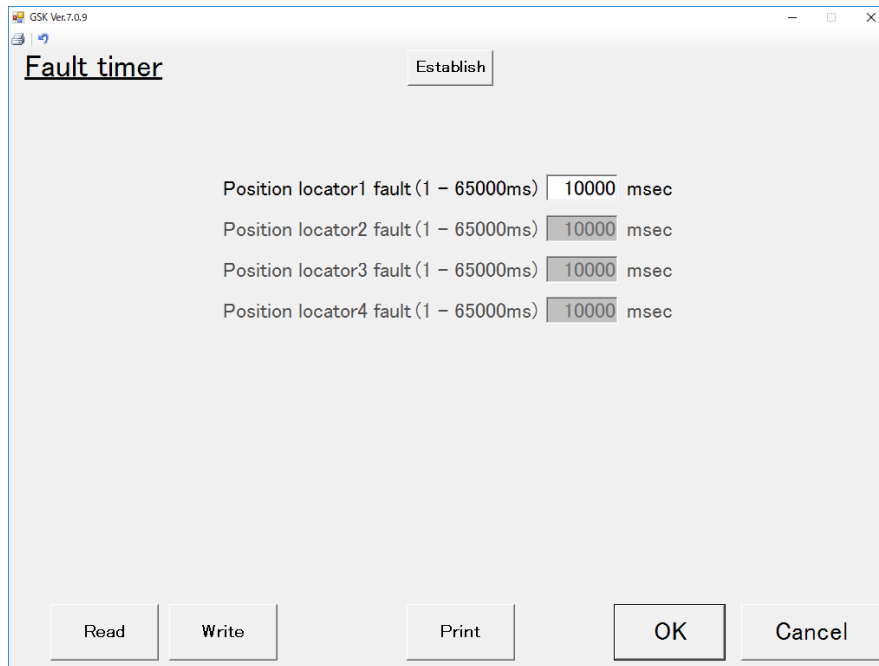 GSK Ver.7.0.9
Fault timer
Establish
Position locator1 fault(1 - 65000ms) 10000 msec
Position locator2 fault(1 - 65000ms) 10000 msec
Position locator3 fault(1 - 65000ms) 10000 msec
Position locator4 fault(1 - 65000ms) 10000 msec
Read Write Print OK Cancel